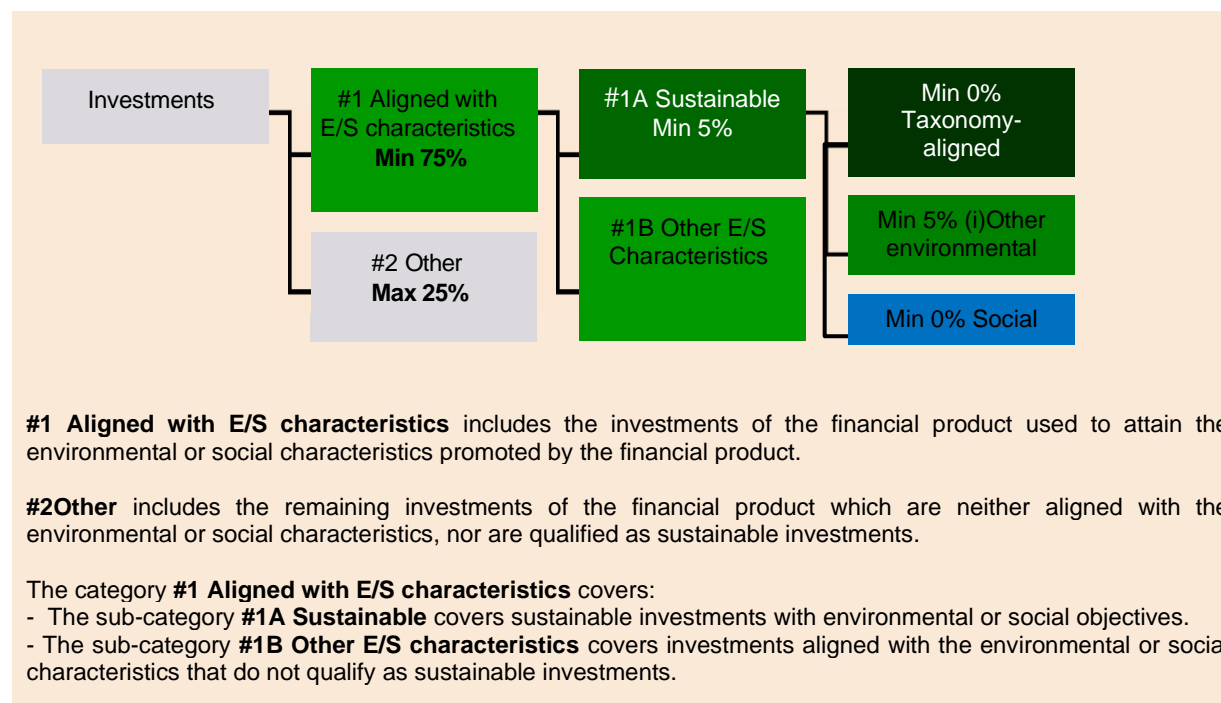 Investments
#1 Aligned with
E/S characteristics
Min 75%
#2 Other
Max 25%
#1A Sustainable
Min 5%
#1B Other E/S
Characteristics
Min 0%
Taxonomy-
aligned
Min 5% (i)Other
environmental
Min 0% Social
#1 Aligned with E/S characteristics includes the investments of the financial product used to attain the
environmental or social characteristics promoted by the financial product.
#2Other includes the remaining investments of the financial product which are neither aligned with the
environmental or social characteristics, nor are qualified as sustainable investments.
The category #1 Aligned with E/S characteristics covers:
- The sub-category #1A Sustainable covers sustainable investments with environmental or social objectives.
- The sub-category #1B Other E/S characteristics covers investments aligned with the environmental or social
characteristics that do not qualify as sustainable investments.